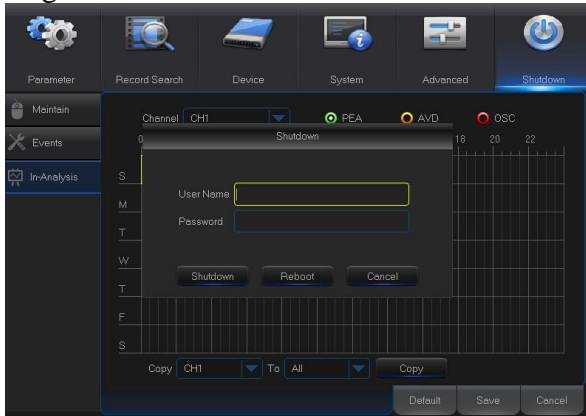 Parameter Record Search Device System Advanced Shutdown
Maintain
Events
In-Analysis
Channel CH1 PEA AVD OSC
0 18 20 22
Shutdown
S
M
T
W
T
F
S
User Name
Password
Shutdown Reboot Cancel
Copy CH1 To All Copy
Default Save Cancel